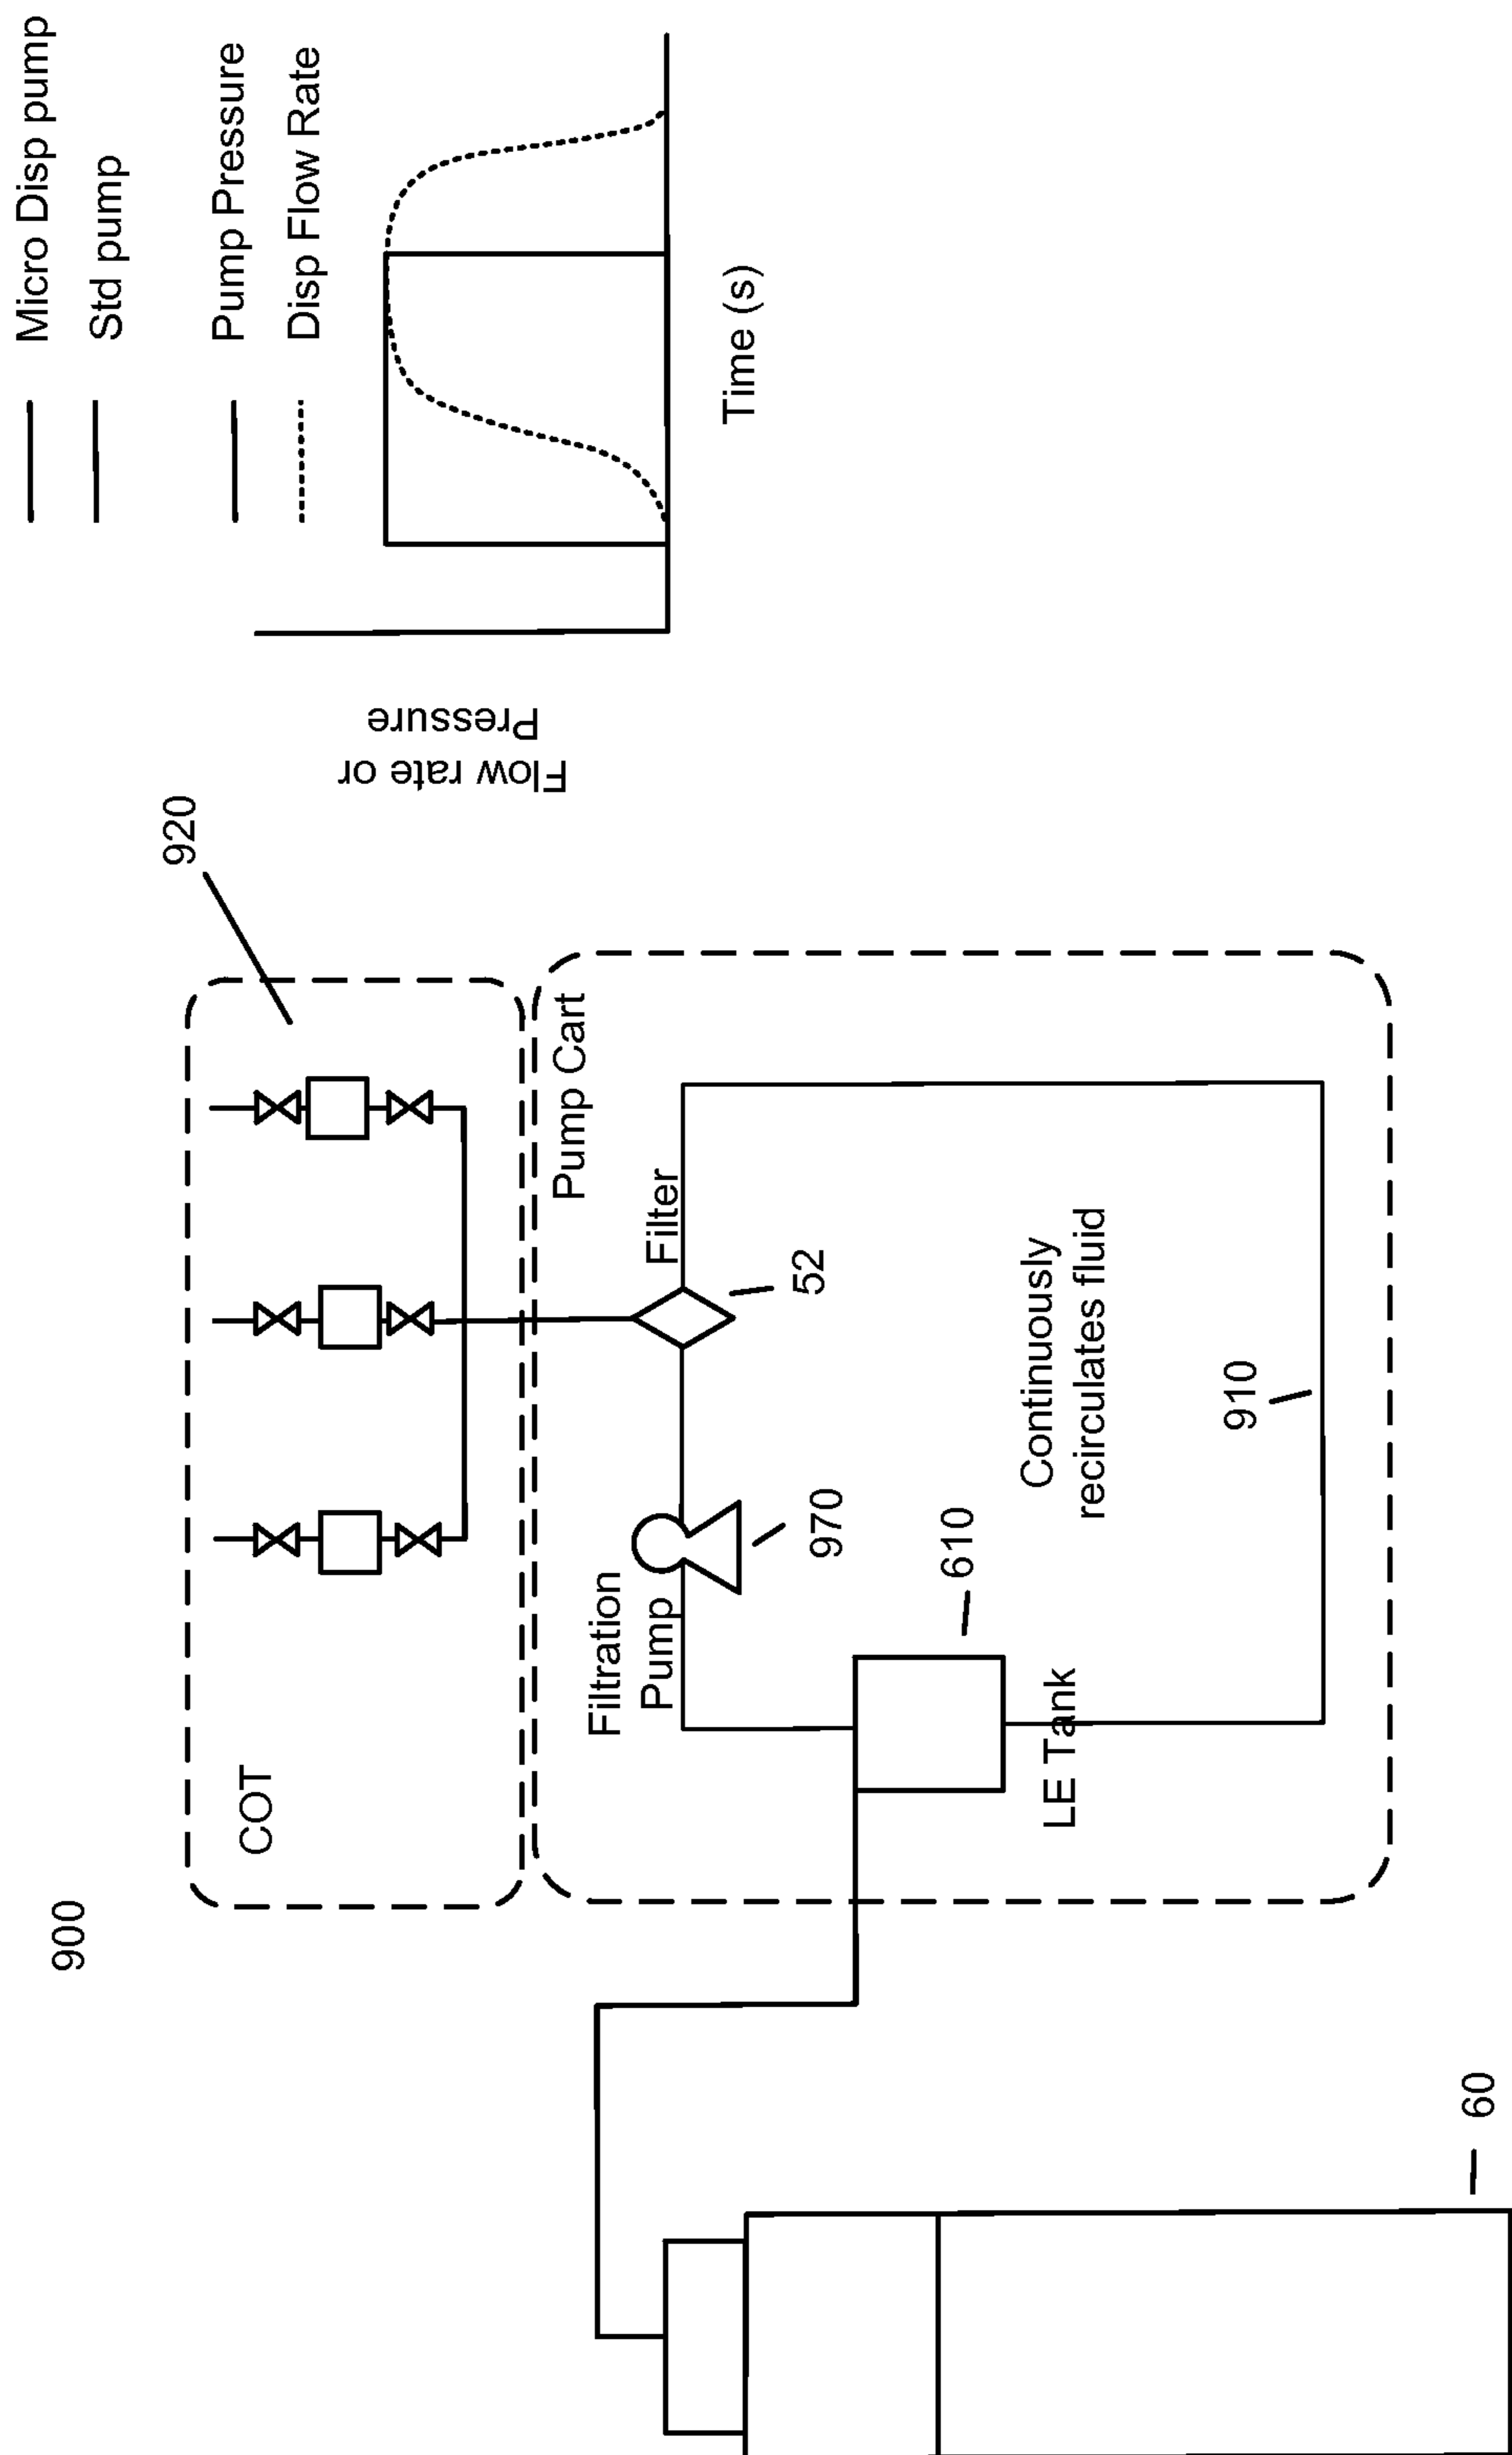 900
920
COT
Pump Cart
Filtration
Pump
Filter
52
970
610
LE Tank
Continuously
recirculates fluid
910
60
Micro Disp pump
Std pump
Pump Pressure
Disp Flow Rate
Flow rate or
Pressure
Time (s)